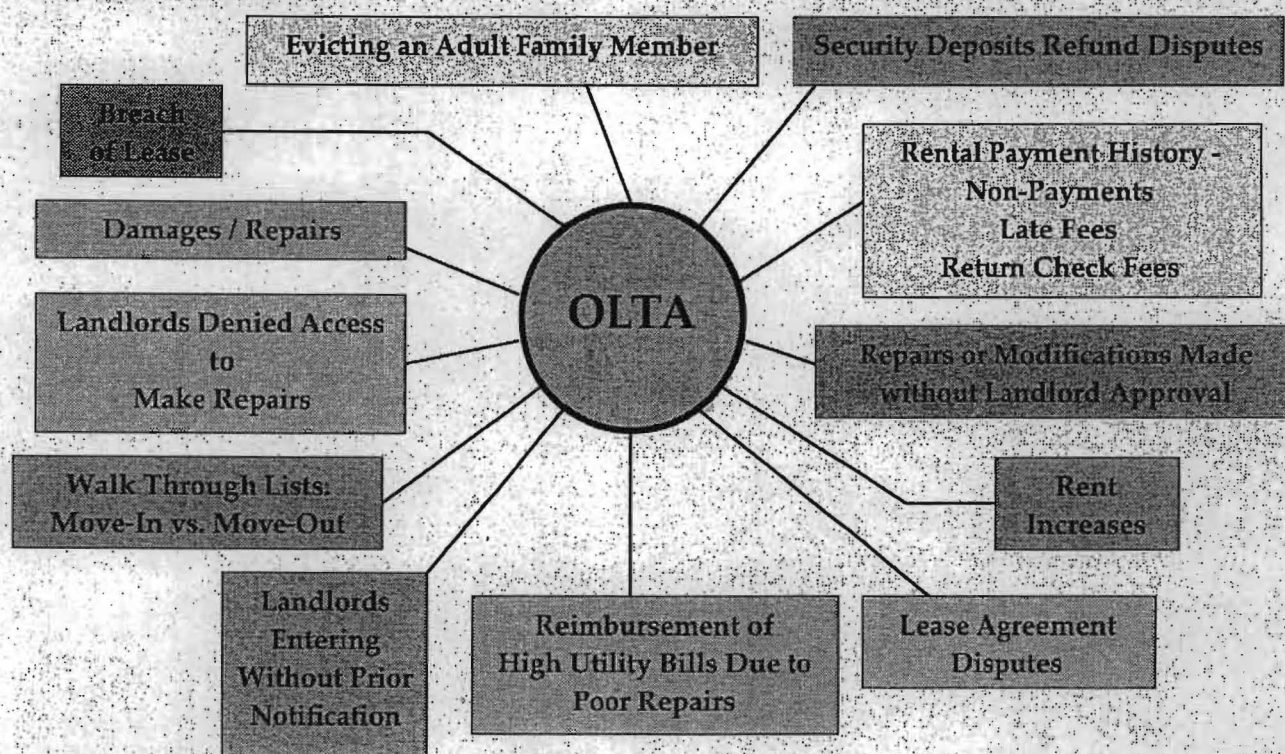 Evicting an Adult Family Member
Security Deposits Refund Disputes
Breach
of Lease
Rental Payment History -
Non-Payments
Late Fees
Return Check Fees
Damages / Repairs
OLTA
Landlords Denied Access
to
Make Repairs
Repairs or Modifications Made
without Landlord Approval
Walk Through Lists:
Move-In vs. Move-Out
Rent
Increases
Landlords
Entering
Without Prior
Notification
Reimbursement of
High Utility Bills Due to
Poor Repairs
Lease Agreement
Disputes